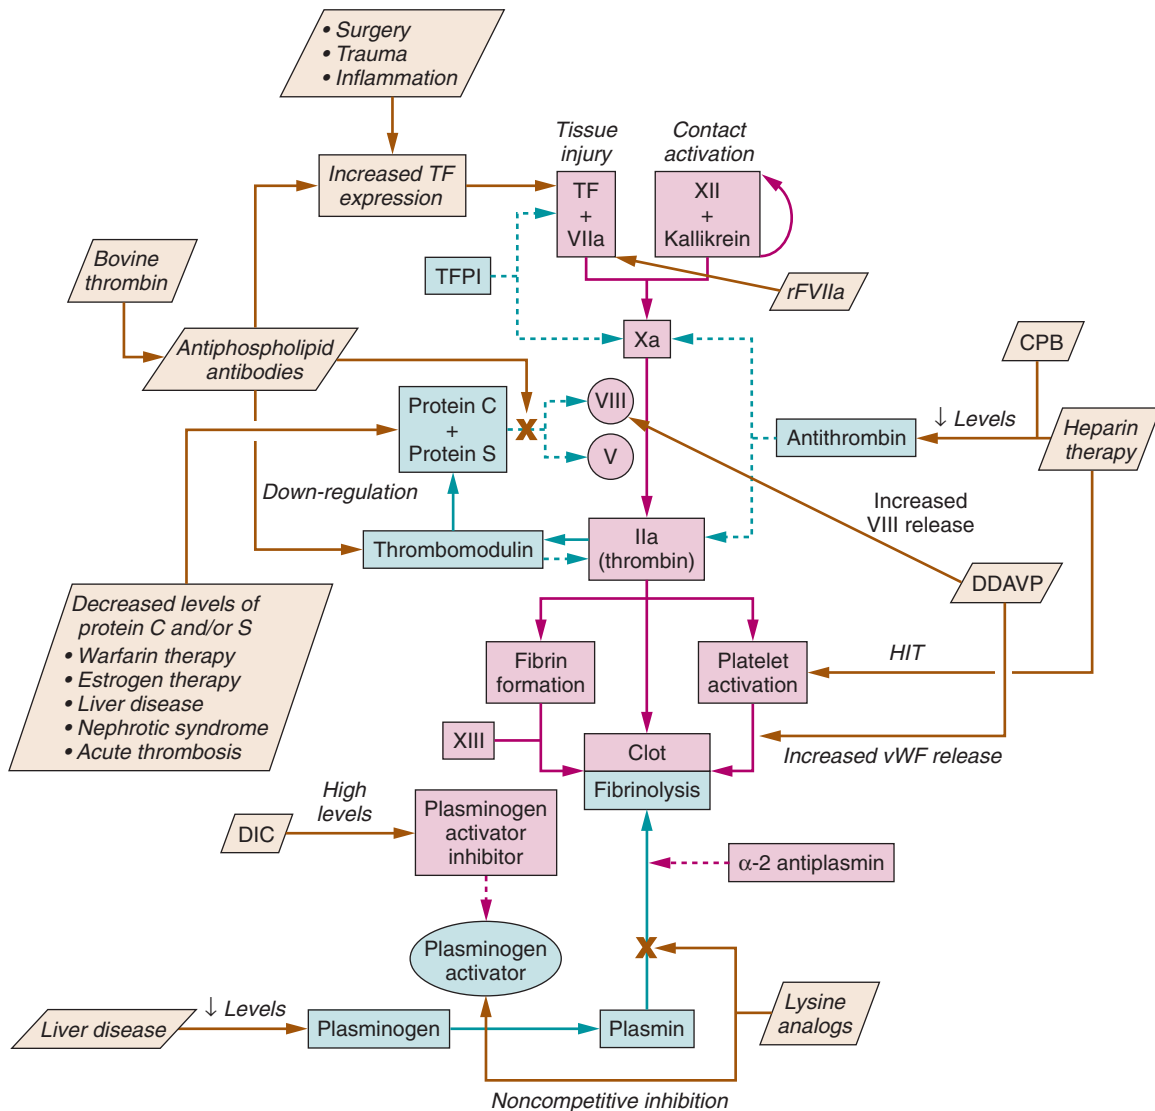 • Surgery
• Trauma
• Inflammation
Tissue
injury
Contact
activation
Increased TF
expression
TF
+
VIIa
XII
+
Kallikrein
Bovine
thrombin
TFPI
rFVIIa
Xa
CPB
Antiphospholipid
antibodies
Protein C
+
Protein S
X
VIII
V
Antithrombin
↓ Levels
Heparin
therapy
Down-regulation
Increased
VIII release
Thrombomodulin
IIa
(thrombin)
DDAVP
Decreased levels of
protein C and/or S
• Warfarin therapy
• Estrogen therapy
• Liver disease
• Nephrotic syndrome
• Acute thrombosis
Fibrin
formation
Platelet
activation
HIT
XIII
Clot
Fibrinolysis
Increased vWF release
High
levels
DIC
Plasminogen
activator
inhibitor
α-2 antiplasmin
Plasminogen
activator
X
Liver disease
↓ Levels
Plasminogen
Plasmin
Lysine
analogs
Noncompetitive inhibition